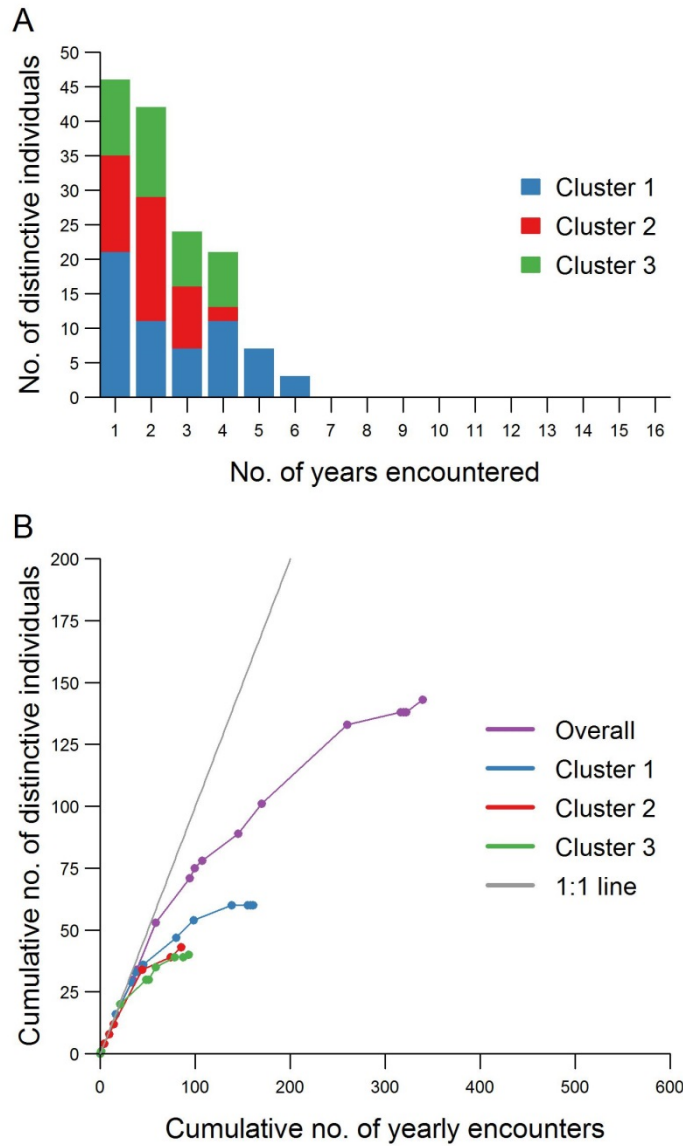 A
No. of distinctive individuals
50
45
40
35
30
25
20
15
10
5
0
Cluster 1
Cluster 2
Cluster 3
1 2 3 4 5 6 7 8 9 10 11 12 13 14 15 16
No. of years encountered
B
Cumulative no. of distinctive individuals
200
175
150
125
100
75
50
25
0
Overall
Cluster 1
Cluster 2
Cluster 3
1:1 line
0 100 200 300 400 500 600
Cumulative no. of yearly encounters